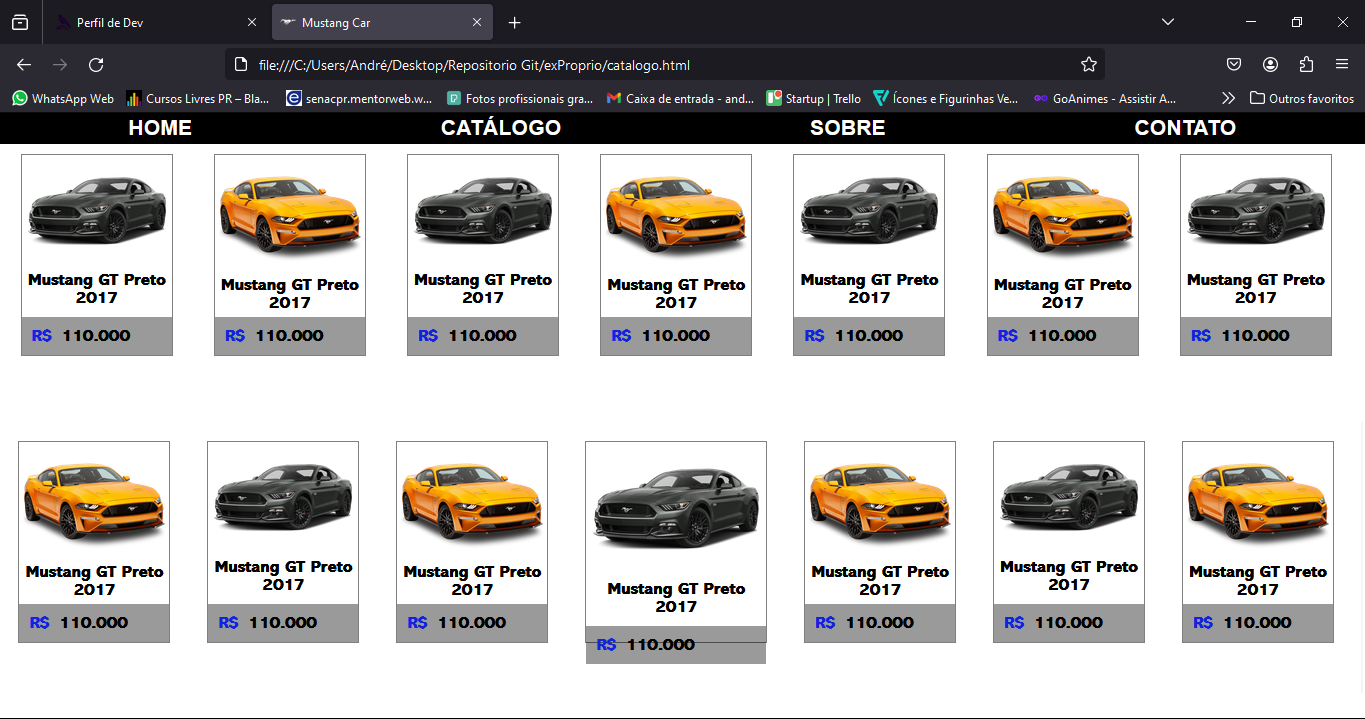 Perfil de Dev
Mustang Car
file:///C:/Users/André/Desktop/Repositorio Git/exProprio/catalogo.html
WhatsApp Web
Cursos Livres PR – Bla...
senacpr.mentorweb.w...
Fotos profissionais gra...
Caixa de entrada - and...
Startup | Trello
Ícones e Figurinhas Ve...
GoAnimes - Assistir A...
Outros favoritos
HOME
CATÁLOGO
SOBRE
CONTATO
Mustang GT Preto
2017
R$ 110.000
Mustang GT Preto
2017
R$ 110.000
Mustang GT Preto
2017
R$ 110.000
Mustang GT Preto
2017
R$ 110.000
Mustang GT Preto
2017
R$ 110.000
Mustang GT Preto
2017
R$ 110.000
Mustang GT Preto
2017
R$ 110.000
Mustang GT Preto
2017
R$ 110.000
Mustang GT Preto
2017
R$ 110.000
Mustang GT Preto
2017
R$ 110.000
Mustang GT Preto
2017
R$ 110.000
Mustang GT Preto
2017
R$ 110.000
Mustang GT Preto
2017
R$ 110.000
Mustang GT Preto
2017
R$ 110.000